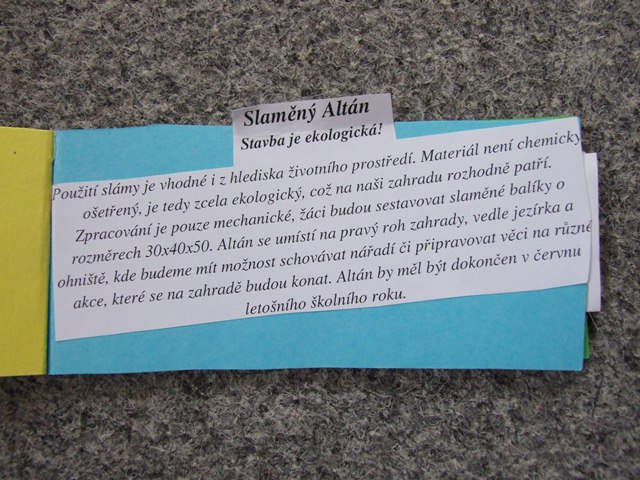 Slaměný Altán
Stavba je ekologická!
Použití slámy je vhodné i z hlediska životního prostředí. Materiál není chemicky
ošetřený, je tedy zcela ekologický, což na naši zahradu rozhodně patří.
Zpracování je pouze mechanické, žáci budou sestavovat slaměné balíky o
rozměrech 30x40x50. Altán se umístí na pravý roh zahrady, vedle jezírka a
ohniště, kde budeme mít možnost schovávat nářadí či připravovat věci na různé
akce, které se na zahradě budou konat. Altán by měl být dokončen v červnu
letošního školního roku.